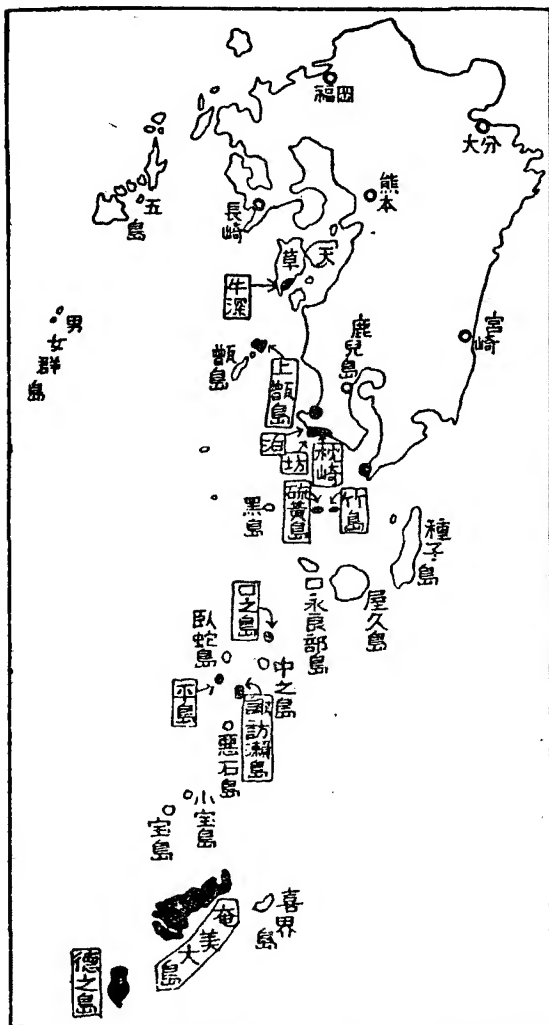 福岡
大分
熊本
長崎
五島
天草
牛深
男女群島
甑島
上甑島
鹿児島
宮崎
泊
坊
枕崎
黒島
硫黄島
竹島
種子島
屋久島
口永良部島
口之島
臥蛇島
中之島
平島
諏訪瀬島
悪石島
小宝島
宝島
喜界島
奄美大島
徳之島